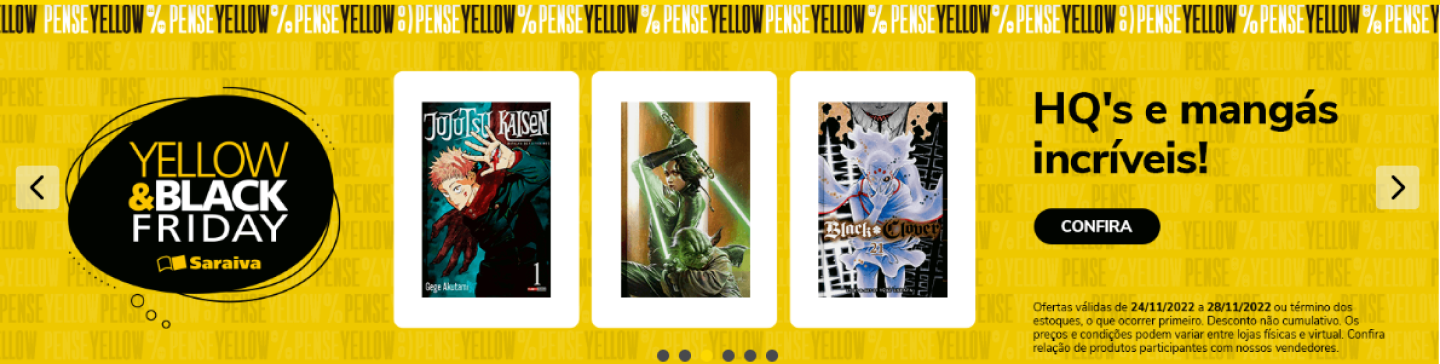 LLOW PENSE YELLOW % PENSE YELLOW % PENSE YELLOW :) PENSE YELLOW % PENSE YELLOW % PENSE YELLOW % PENSE YELLOW :) PENSE YELLOW % PENSE YELLOW % PENSE Y
YELLOW
&BLACK
FRIDAY
Saraiva
JUJUTSU KAISEN
Gege Akutami
1
Black Clover
21
HQ's e mangás
incríveis!
CONFIRA
Ofertas válidas de 24/11/2022 a 28/11/2022 ou término dos
estoques, o que ocorrer primeiro. Desconto não cumulativo. Os
preços e condições podem variar entre lojas físicas e virtual. Confira
relação de produtos participantes com nossos vendedores.